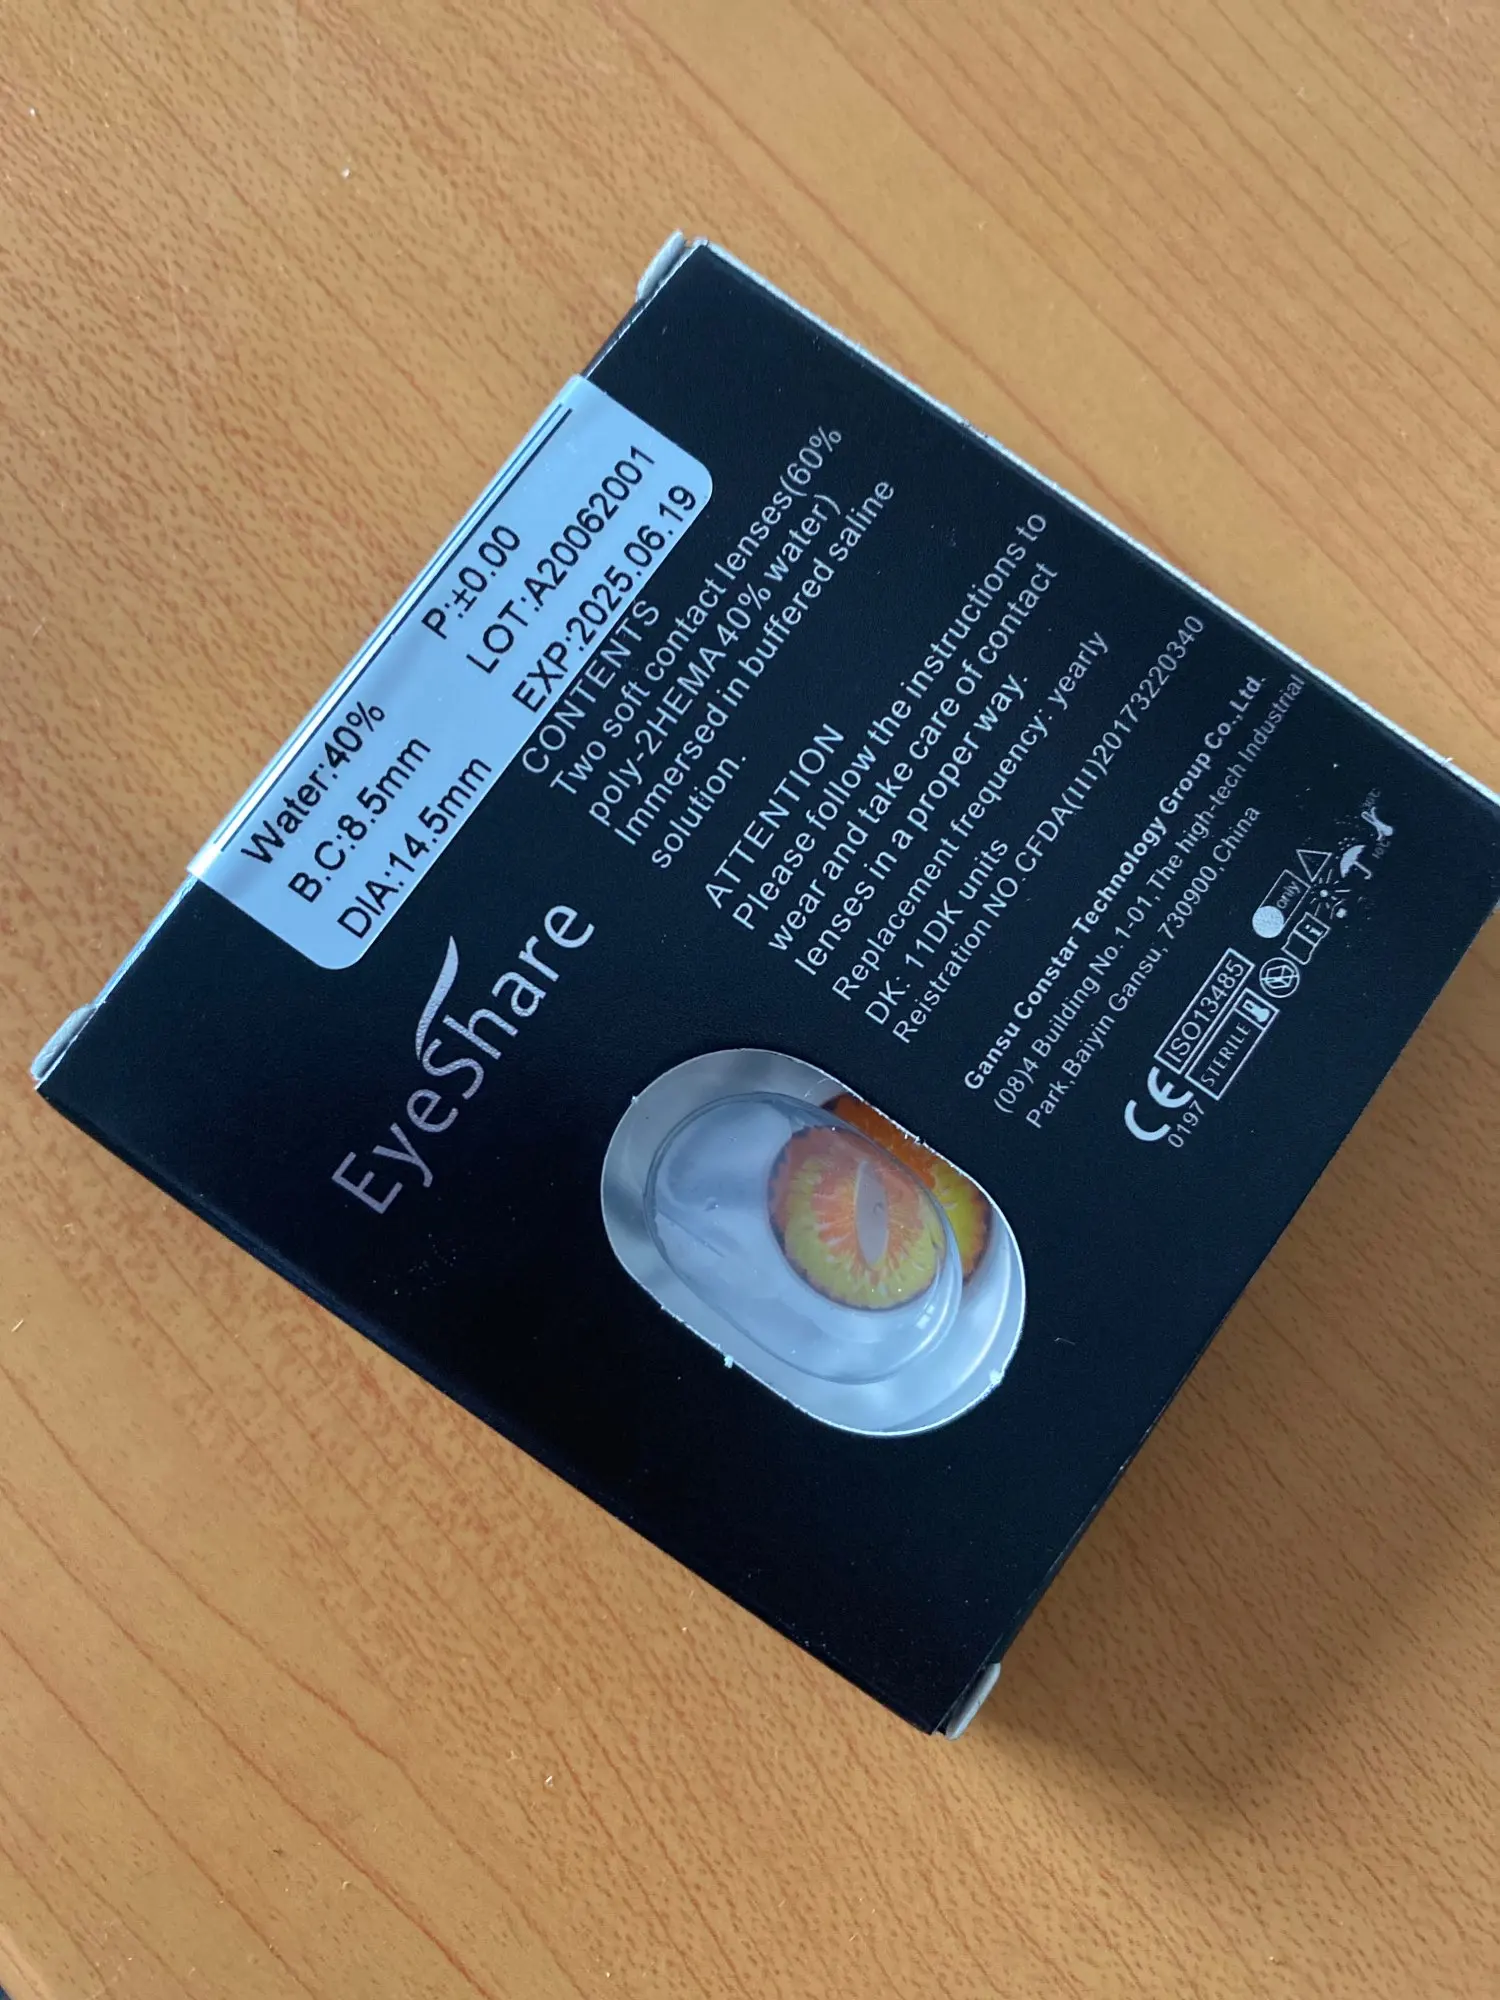 Water:40%
P:±0.00
B.C:8.5mm
LOT:A20062001
DIA:14.5mm
EXP:2025.06.19
EyeShare
CONTENTS
Two soft contact lenses(60%
poly-2HEMA 40% water)
Immersed in buffered saline
solution.
ATTENTION
Please follow the instructions to
wear and take care of contact
lenses in a proper way.
Replacement frequency: yearly
DK: 11DK units
Reistration NO.CFDA(III)20173220340
Gansu Constar Technology Group Co.,Ltd.
(08)4 Building No.1-01,The high-tech Industrial
Park,Baiyin Gansu, 730900,China
CE
0197
ISO13485
STERILE
only